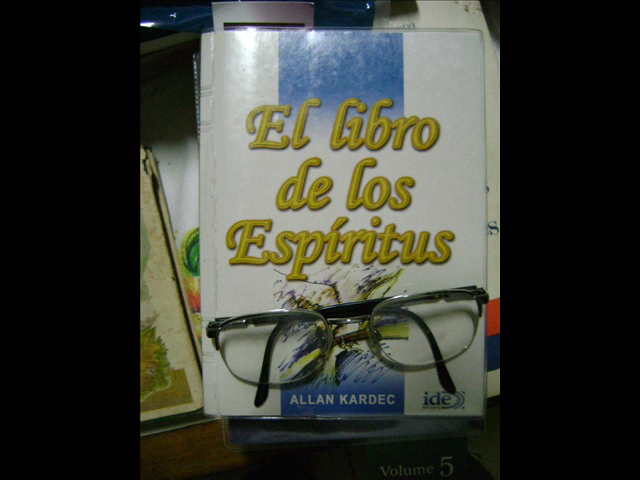 El libro
de los
Espíritus
ALLAN KARDEC
ide
Volume 5